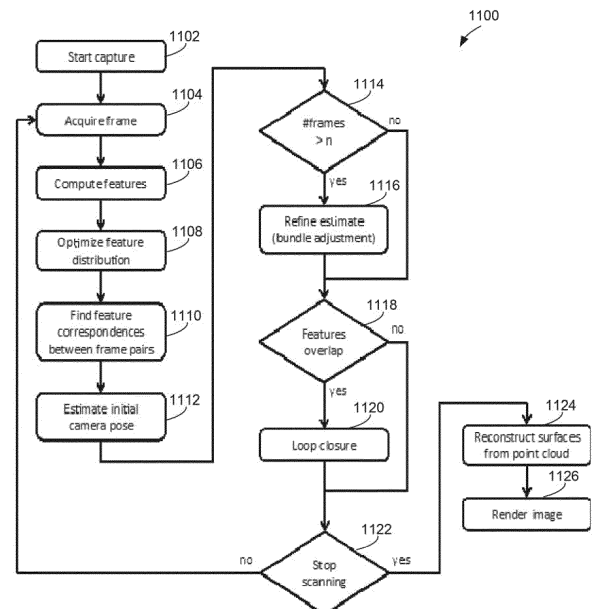 1100
1102
Start capture
1104
Acquire frame
1106
Compute features
1108
Optimize feature
distribution
1110
Find feature
correspondences
between frame pairs
1112
Estimate initial
camera pose
1114
#frames
> n
no
yes
1116
Refine estimate
(bundle adjustment)
1118
Features
overlap
no
yes
1120
Loop closure
1122
Stop
scanning
no
yes
1124
Reconstruct surfaces
from point cloud
1126
Render image